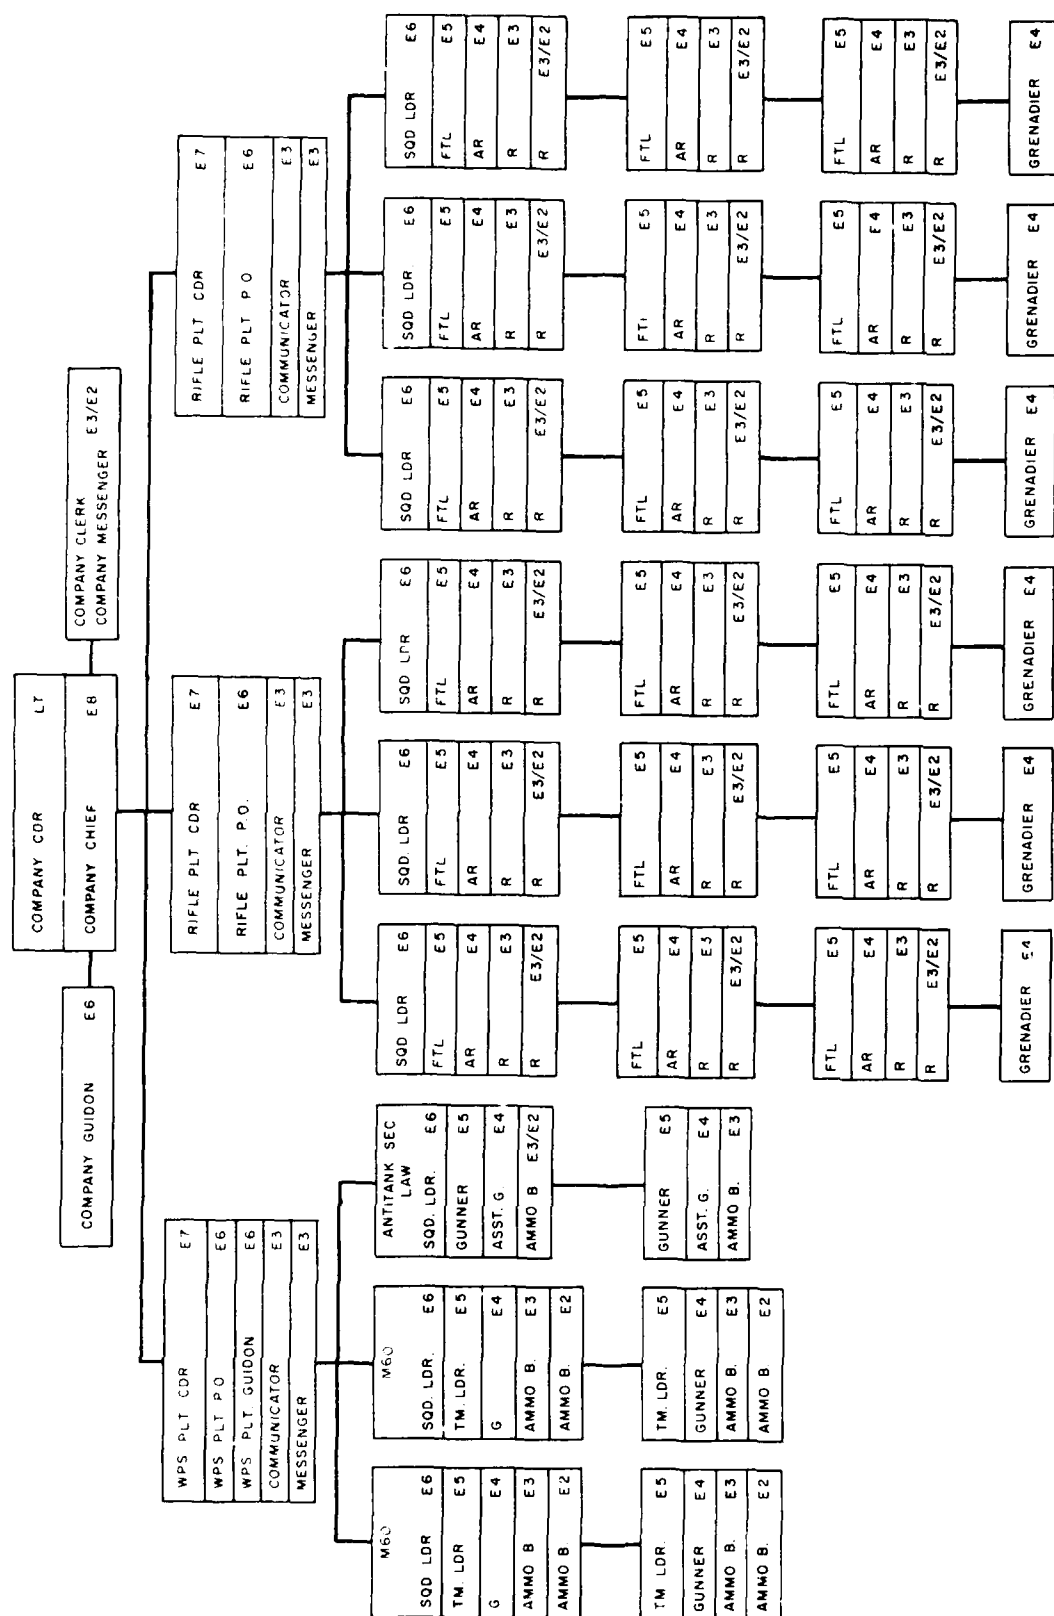 COMPANY GUIDON E6
COMPANY CDR LT
COMPANY CHIEF E8
COMPANY CLERK
COMPANY MESSENGER E3/E2
WPS PLT CDR E7
WPS PLT P O E6
WPS PLT. GUIDON E6
COMMUNICATOR E3
MESSENGER E3
RIFLE PLT CDR E7
RIFLE PLT. P.O. E6
COMMUNICATOR E3
MESSENGER E3
RIFLE PLT CDR E7
RIFLE PLT P O E6
COMMUNICATOR E3
MESSENGER E3
M60
SQD LDR E6
TM. LDR E5
G E4
AMMO B E3
AMMO B. E2
TM LDR. E5
GUNNER E4
AMMO B. E3
AMMO B. E2
M60
SQD. LDR. E6
TM. LDR. E5
G E4
AMMO B. E3
AMMO B. E2
TM. LDR. E5
GUNNER E4
AMMO B. E3
AMMO B E2
ANTITANK SEC
LAW
SQD. LDR. E6
GUNNER E5
ASST. G. E4
AMMO B E3/E2
GUNNER E5
ASST. G. E4
AMMO B. E3
SQD LDR E6
FTL E5
AR E4
R E3
R E3/E2
FTL E5
AR E4
R E3
R E3/E2
FTL E5
AR E4
R E3
R E3/E2
GRENADIER E4
SQD. LDR E6
FTL E5
AR E4
R E3
R E3/E2
FTL E5
AR E4
R E3
R E3/E2
FTL E5
AR E4
R E3
R E3/E2
GRENADIER E4
SQD LDR E6
FTL E5
AR E4
R E3
R E3/E2
FTL E5
AR E4
R E3
R E3/E2
FTL E5
AR E4
R E3
R E3/E2
GRENADIER E4
SQD LDR E6
FTL E5
AR E4
R E3
R E3/E2
FTL E5
AR E4
R E3
R E3/E2
FTL E5
AR E4
R E3
R E3/E2
GRENADIER E4
SQD LDR. E6
FTL E5
AR E4
R E3
R E3/E2
FTL E5
AR E4
R E3
R E3/E2
FTL E5
AR E4
R E3
R E3/E2
GRENADIER E4
SQD LDR E6
FTL E5
AR E4
R E3
R E3/E2
FTL E5
AR E4
R E3
R E3/E2
FTL E5
AR E4
R E3
R E3/E2
GRENADIER E4